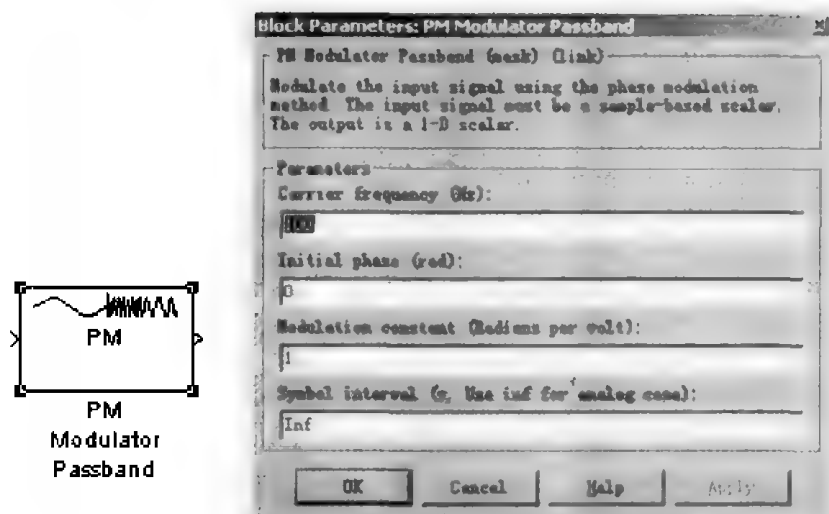 Block Parameters: PM Modulator Passband
PM Modulator Passband (mask) (link)
Modulate the input signal using the phase modulation
method. The input signal must be a sample-based scalar.
The output is a 1-D scalar.
Parameters
Carrier frequency (Hz):
Initial phase (rad):
0
Modulation constant (Radians per volt):
1
Symbol interval (s, Use inf for analog case):
Inf
OK Cancel Help Apply
PM
PM
Modulator
Passband